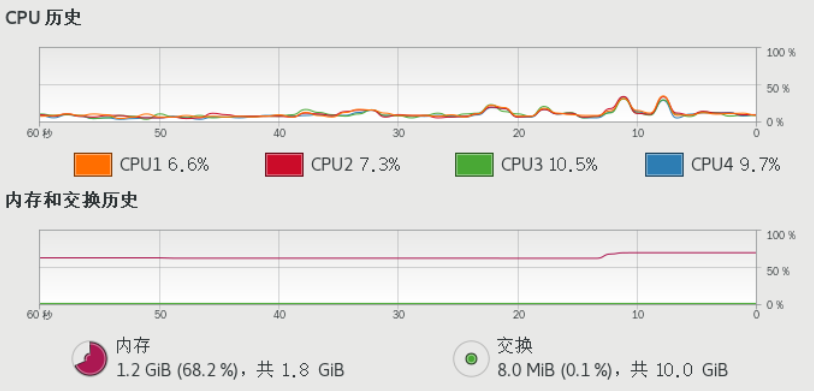 CPU 历史
100 %
50 %
0 %
60 秒 50 40 30 20 10 0
CPU1 6.6% CPU2 7.3% CPU3 10.5% CPU4 9.7%
内存和交换历史
100 %
50 %
0 %
60 秒 50 40 30 20 10 0
内存
1.2 GiB (68.2 %)，共 1.8 GiB
交换
8.0 MiB (0.1 %)，共 10.0 GiB